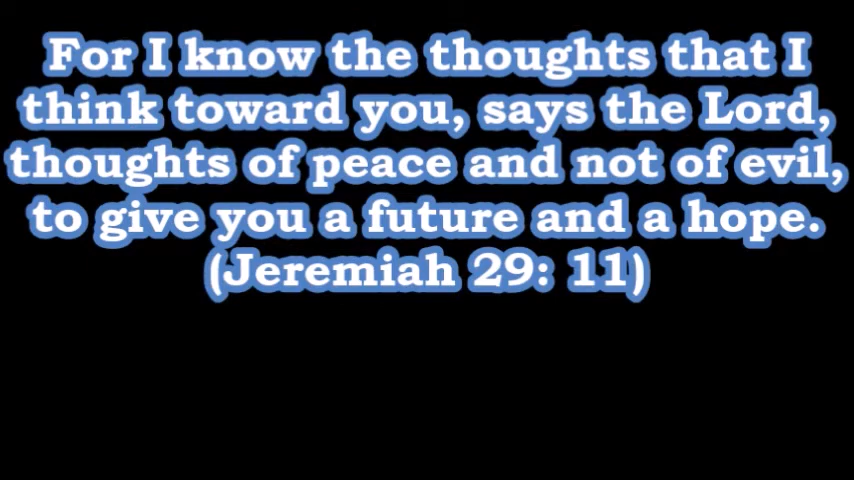 For I know the thoughts that I
think toward you, says the Lord,
thoughts of peace and not of evil,
to give you a future and a hope.
(Jeremiah 29: 11)